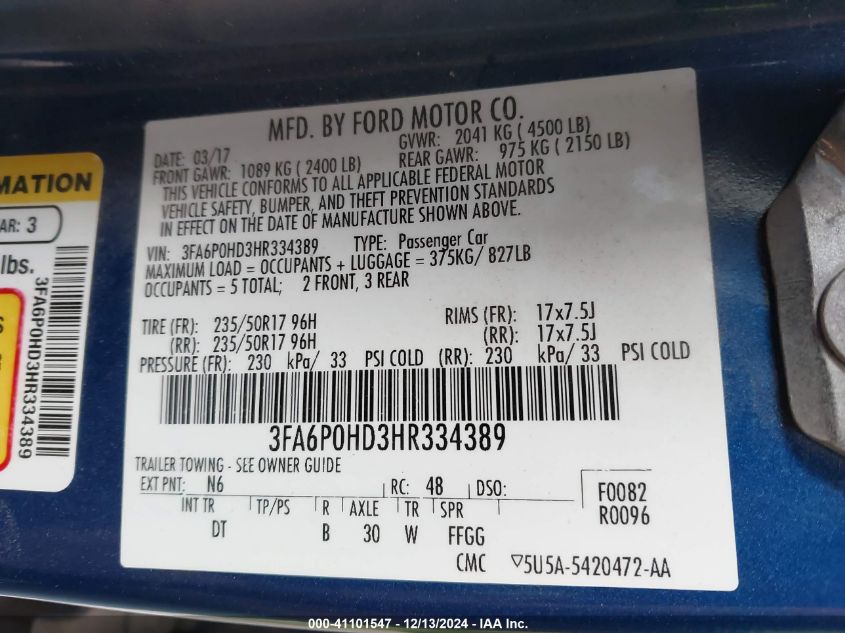 MFD. BY FORD MOTOR CO.
DATE: 03/17 GVWR: 2041 KG ( 4500 LB)
FRONT GAWR: 1089 KG ( 2400 LB) REAR GAWR: 975 KG ( 2150 LB)
THIS VEHICLE CONFORMS TO ALL APPLICABLE FEDERAL MOTOR
VEHICLE SAFETY, BUMPER, AND THEFT PREVENTION STANDARDS
IN EFFECT ON THE DATE OF MANUFACTURE SHOWN ABOVE.
VIN: 3FA6P0HD3HR334389 TYPE: Passenger Car
MAXIMUM LOAD = OCCUPANTS + LUGGAGE = 375KG/ 827LB
OCCUPANTS = 5 TOTAL; 2 FRONT, 3 REAR
TIRE (FR): 235/50R17 96H RIMS (FR): 17x7.5J
(RR): 235/50R17 96H (RR): 17x7.5J
PRESSURE (FR): 230 kPa/ 33 PSI COLD (RR): 230 kPa/ 33 PSI COLD
3FA6P0HD3HR334389
TRAILER TOWING - SEE OWNER GUIDE
EXT PNT: N6 RC: 48 DSO: F0082
R0096
INT TR TP/PS R AXLE TR SPR
DT B 30 W FFGG
CMC ▽5U5A-5420472-AA
MATION
AR: 3
lbs.
3FA6P0HD3HR334389
000-41101547 - 12/13/2024 - IAA Inc.